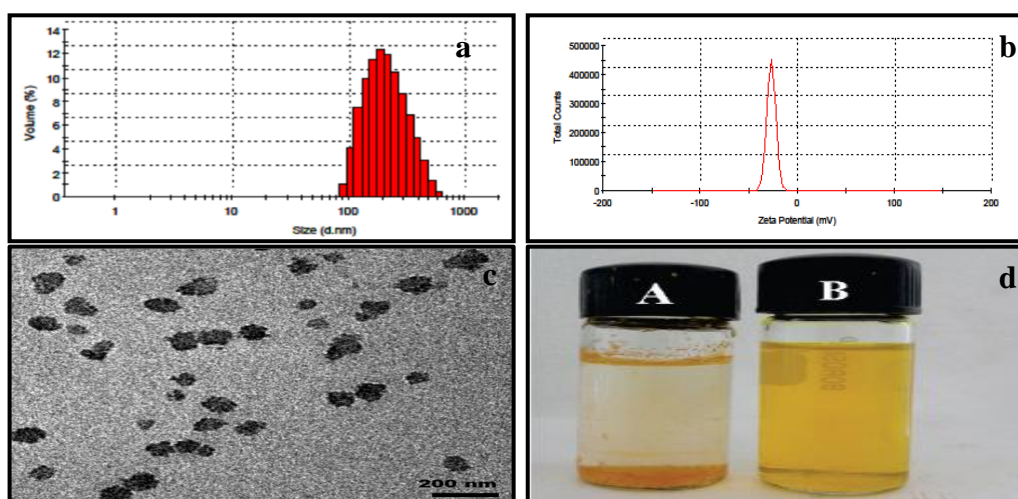 a
14
12
10
8
6
4
2
0
Volume (%)
1 10 100 1000
Size (d.nm)
b
500000
400000
300000
200000
100000
0
Total Counts
-200 -100 0 100 200
Zeta Potential (mV)
c
200 nm
d
A B